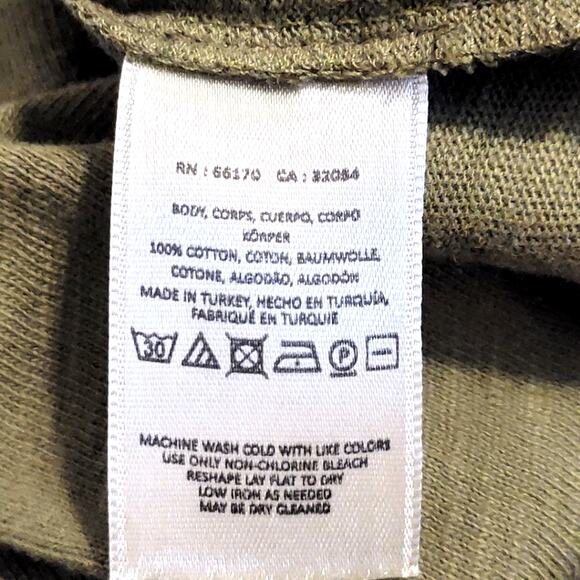 RN : 66170 CA : 32054
BODY, CORPS, CUERPO, CORPO
KÖRPER
100% COTTON, COTON, BAUMWOLLE,
COTONE, ALGODÃO, ALGODÓN
MADE IN TURKEY, HECHO EN TURQUÍA,
FABRIQUÉ EN TURQUIE
30
P
MACHINE WASH COLD WITH LIKE COLORS
USE ONLY NON-CHLORINE BLEACH
RESHAPE LAY FLAT TO DRY
LOW IRON AS NEEDED
MAY BE DRY CLEANED